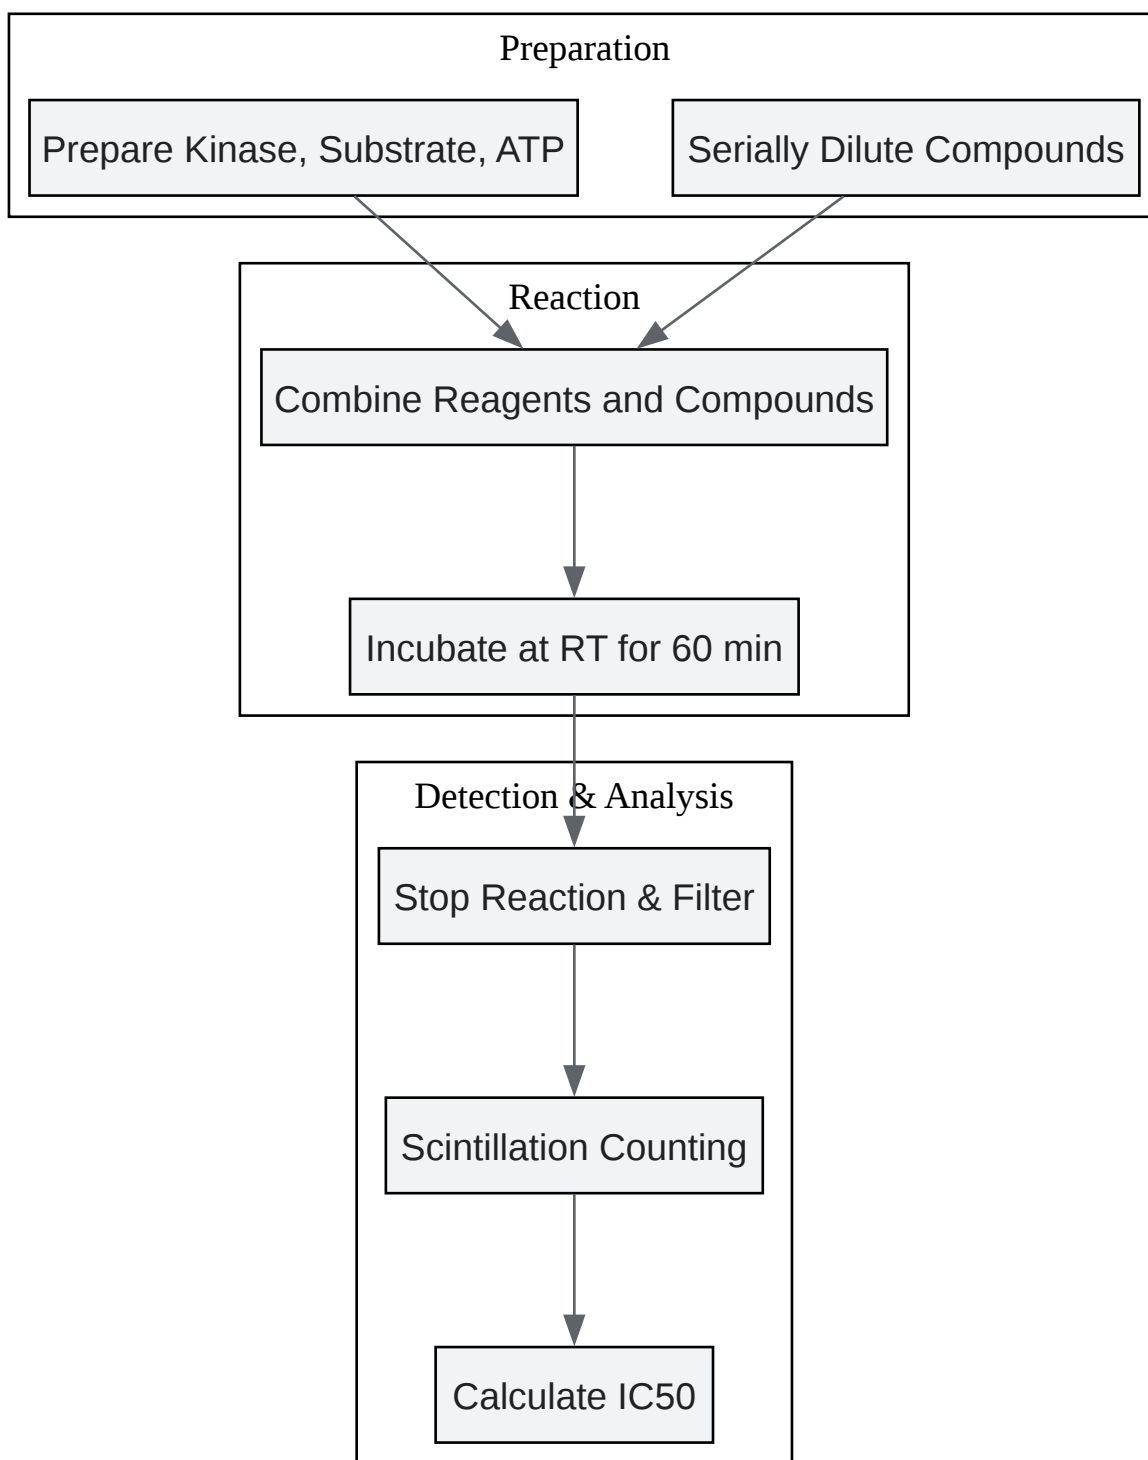 Preparation
Prepare Kinase, Substrate, ATP
Serially Dilute Compounds
Reaction
Combine Reagents and Compounds
Incubate at RT for 60 min
Detection & Analysis
Stop Reaction & Filter
Scintillation Counting
Calculate IC50